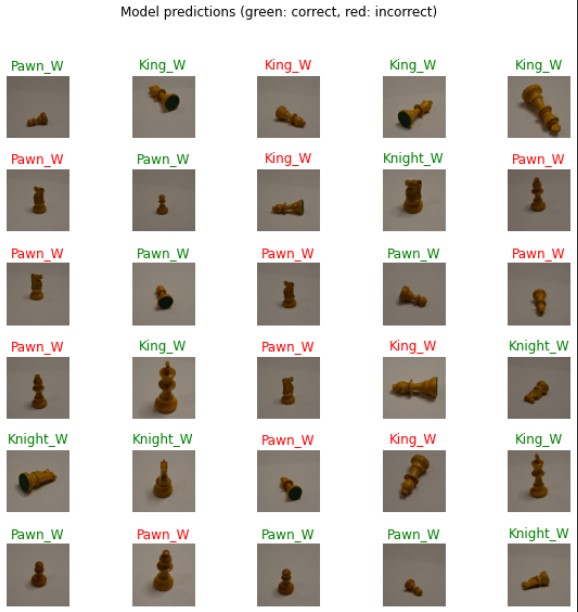 Model predictions (green: correct, red: incorrect)
Pawn_W King_W King_W King_W King_W
Pawn_W Pawn_W King_W Knight_W Pawn_W
Pawn_W Pawn_W Pawn_W Pawn_W Pawn_W
Pawn_W King_W Pawn_W King_W Knight_W
Knight_W Knight_W Pawn_W King_W King_W
Pawn_W Pawn_W Pawn_W Pawn_W Knight_W